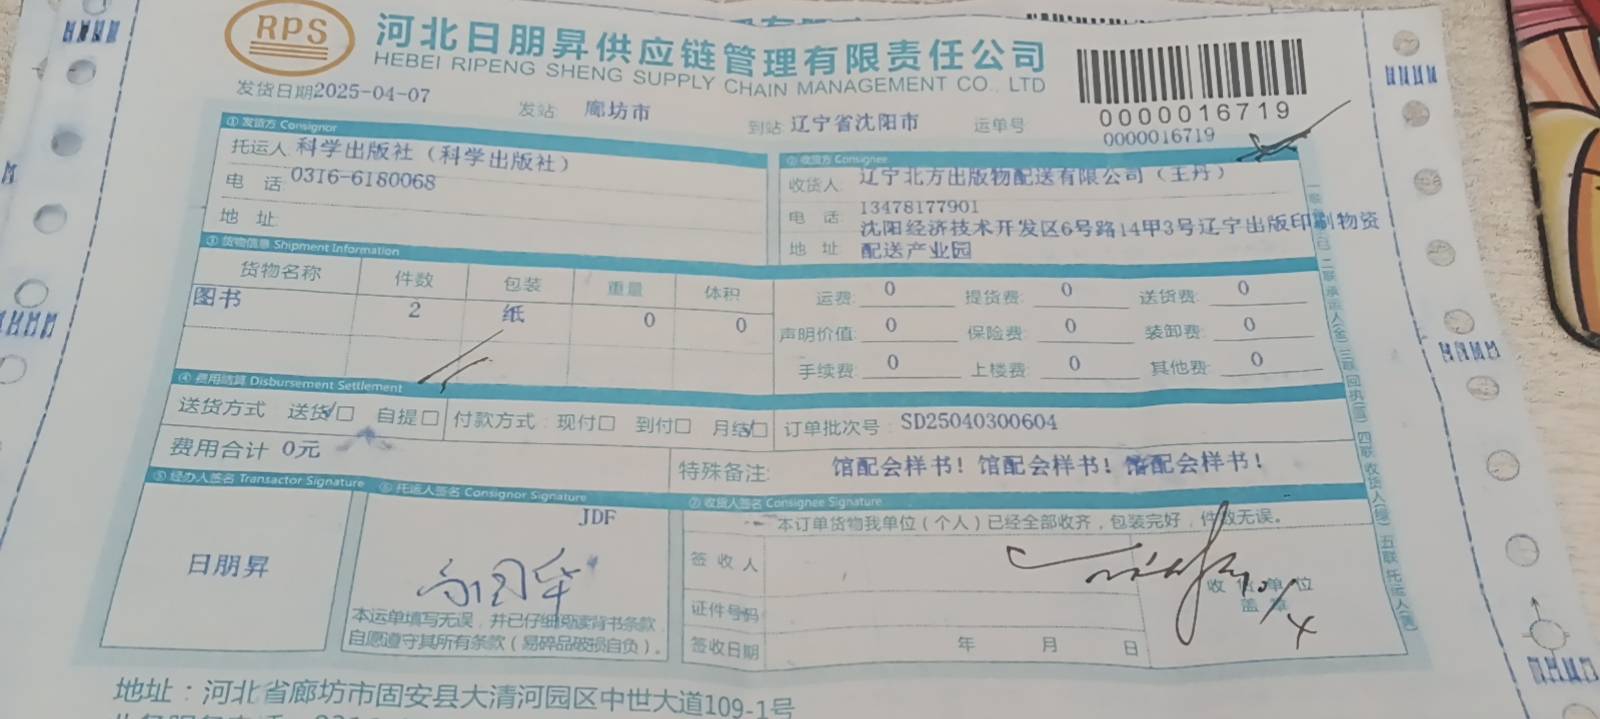 RPS
河北日朋昇供应链管理有限责任公司
HEBEI RIPENG SHENG SUPPLY CHAIN MANAGEMENT CO., LTD
0000016719
0000016719
发货日期2025-04-07
发站 廊坊市
到站 辽宁省沈阳市
运单号
① 发货方 Consignor
托运人 科学出版社（科学出版社）
电 话 0316-6180068
地 址
② 收货方 Consignee
收货人 辽宁北方出版物配送有限公司（王丹）
电 话 13478177901
地 址 沈阳经济技术开发区6号路14甲3号辽宁出版印刷物资
配送产业园
③ 货物信息 Shipment Information
货物名称 件数 包装 重量 体积
图书 2 纸 0 0
运费: 0 提货费: 0 送货费: 0
声明价值: 0 保险费: 0 装卸费: 0
手续费: 0 上楼费: 0 其他费: 0
④ 费用结算 Disbursement Settlement
送货方式 送货√□ 自提□ 付款方式: 现付□ 到付□ 月结√□ 订单批次号: SD25040300604
费用合计 0元
特殊备注: 馆配会样书！馆配会样书！馆配会样书！
⑤ 经办人签名 Transactor Signature
日朋昇
⑥ 托运人签名 Consignor Signature
JDF
本运单填写无误，并已仔细阅读背书条款
自愿遵守其所有条款（易碎品破损自负）。
⑦ 收货人签名 Consignee Signature
本订单货物我单位（个人）已经全部收齐，包装完好，件数无误。
签收人
证件号码
签收日期 年 月 日
收货单位
盖章
地址：河北省廊坊市固安县大清河园区中世大道109-1号